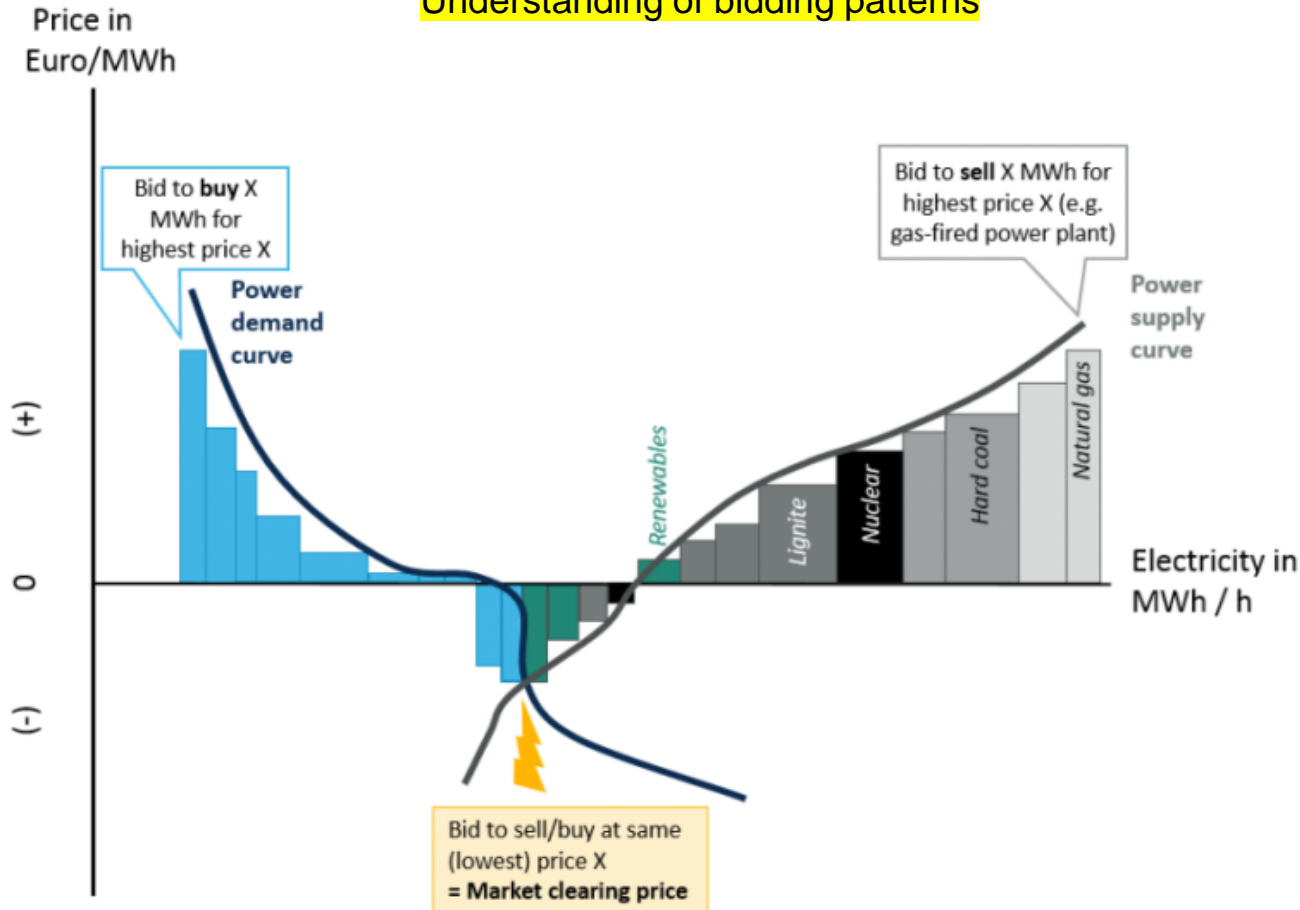 Understanding of bidding patterns
Price in
Euro/MWh
Bid to buy X
MWh for
highest price X
Power
demand
curve
Bid to sell X MWh for
highest price X (e.g.
gas-fired power plant)
Power
supply
curve
(+)
0
(-)
Renewables
Lignite
Nuclear
Hard coal
Natural gas
Electricity in
MWh / h
Bid to sell/buy at same
(lowest) price X
= Market clearing price